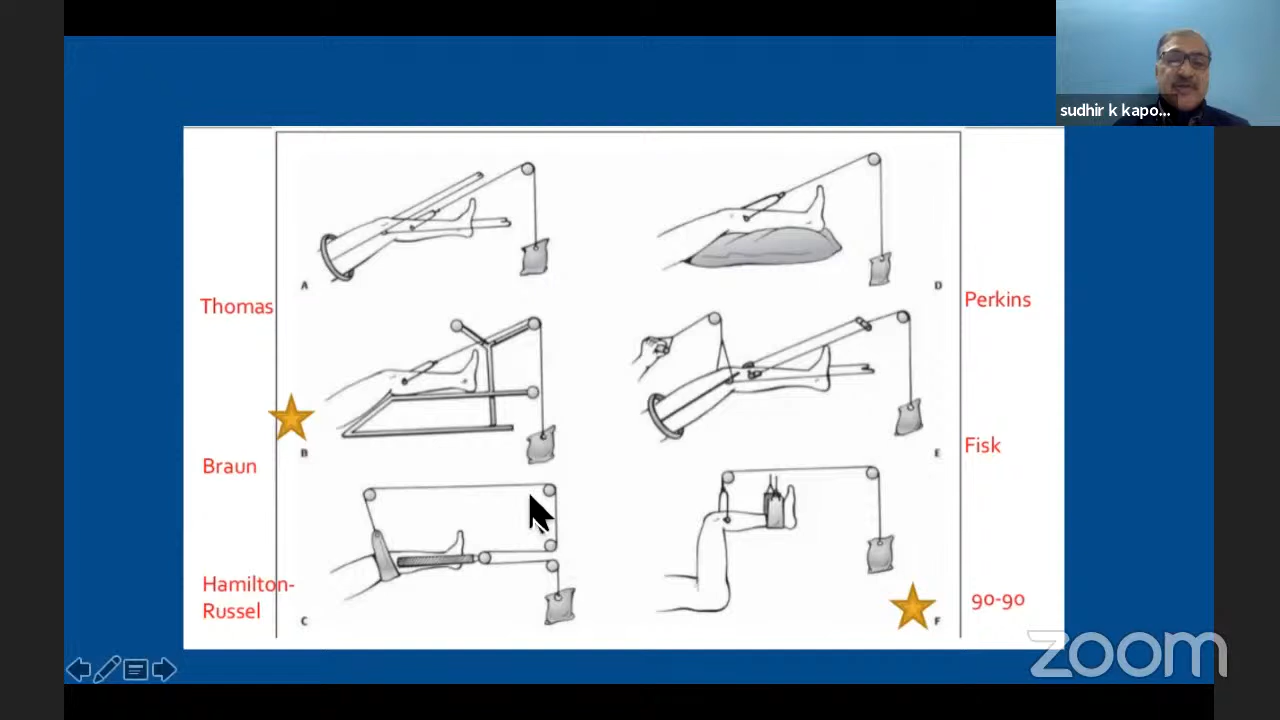 sudhir k kapo...
A
Thomas
D
Perkins
B
Braun
E
Fisk
C
Hamilton-
Russel
F
90-90
zoom